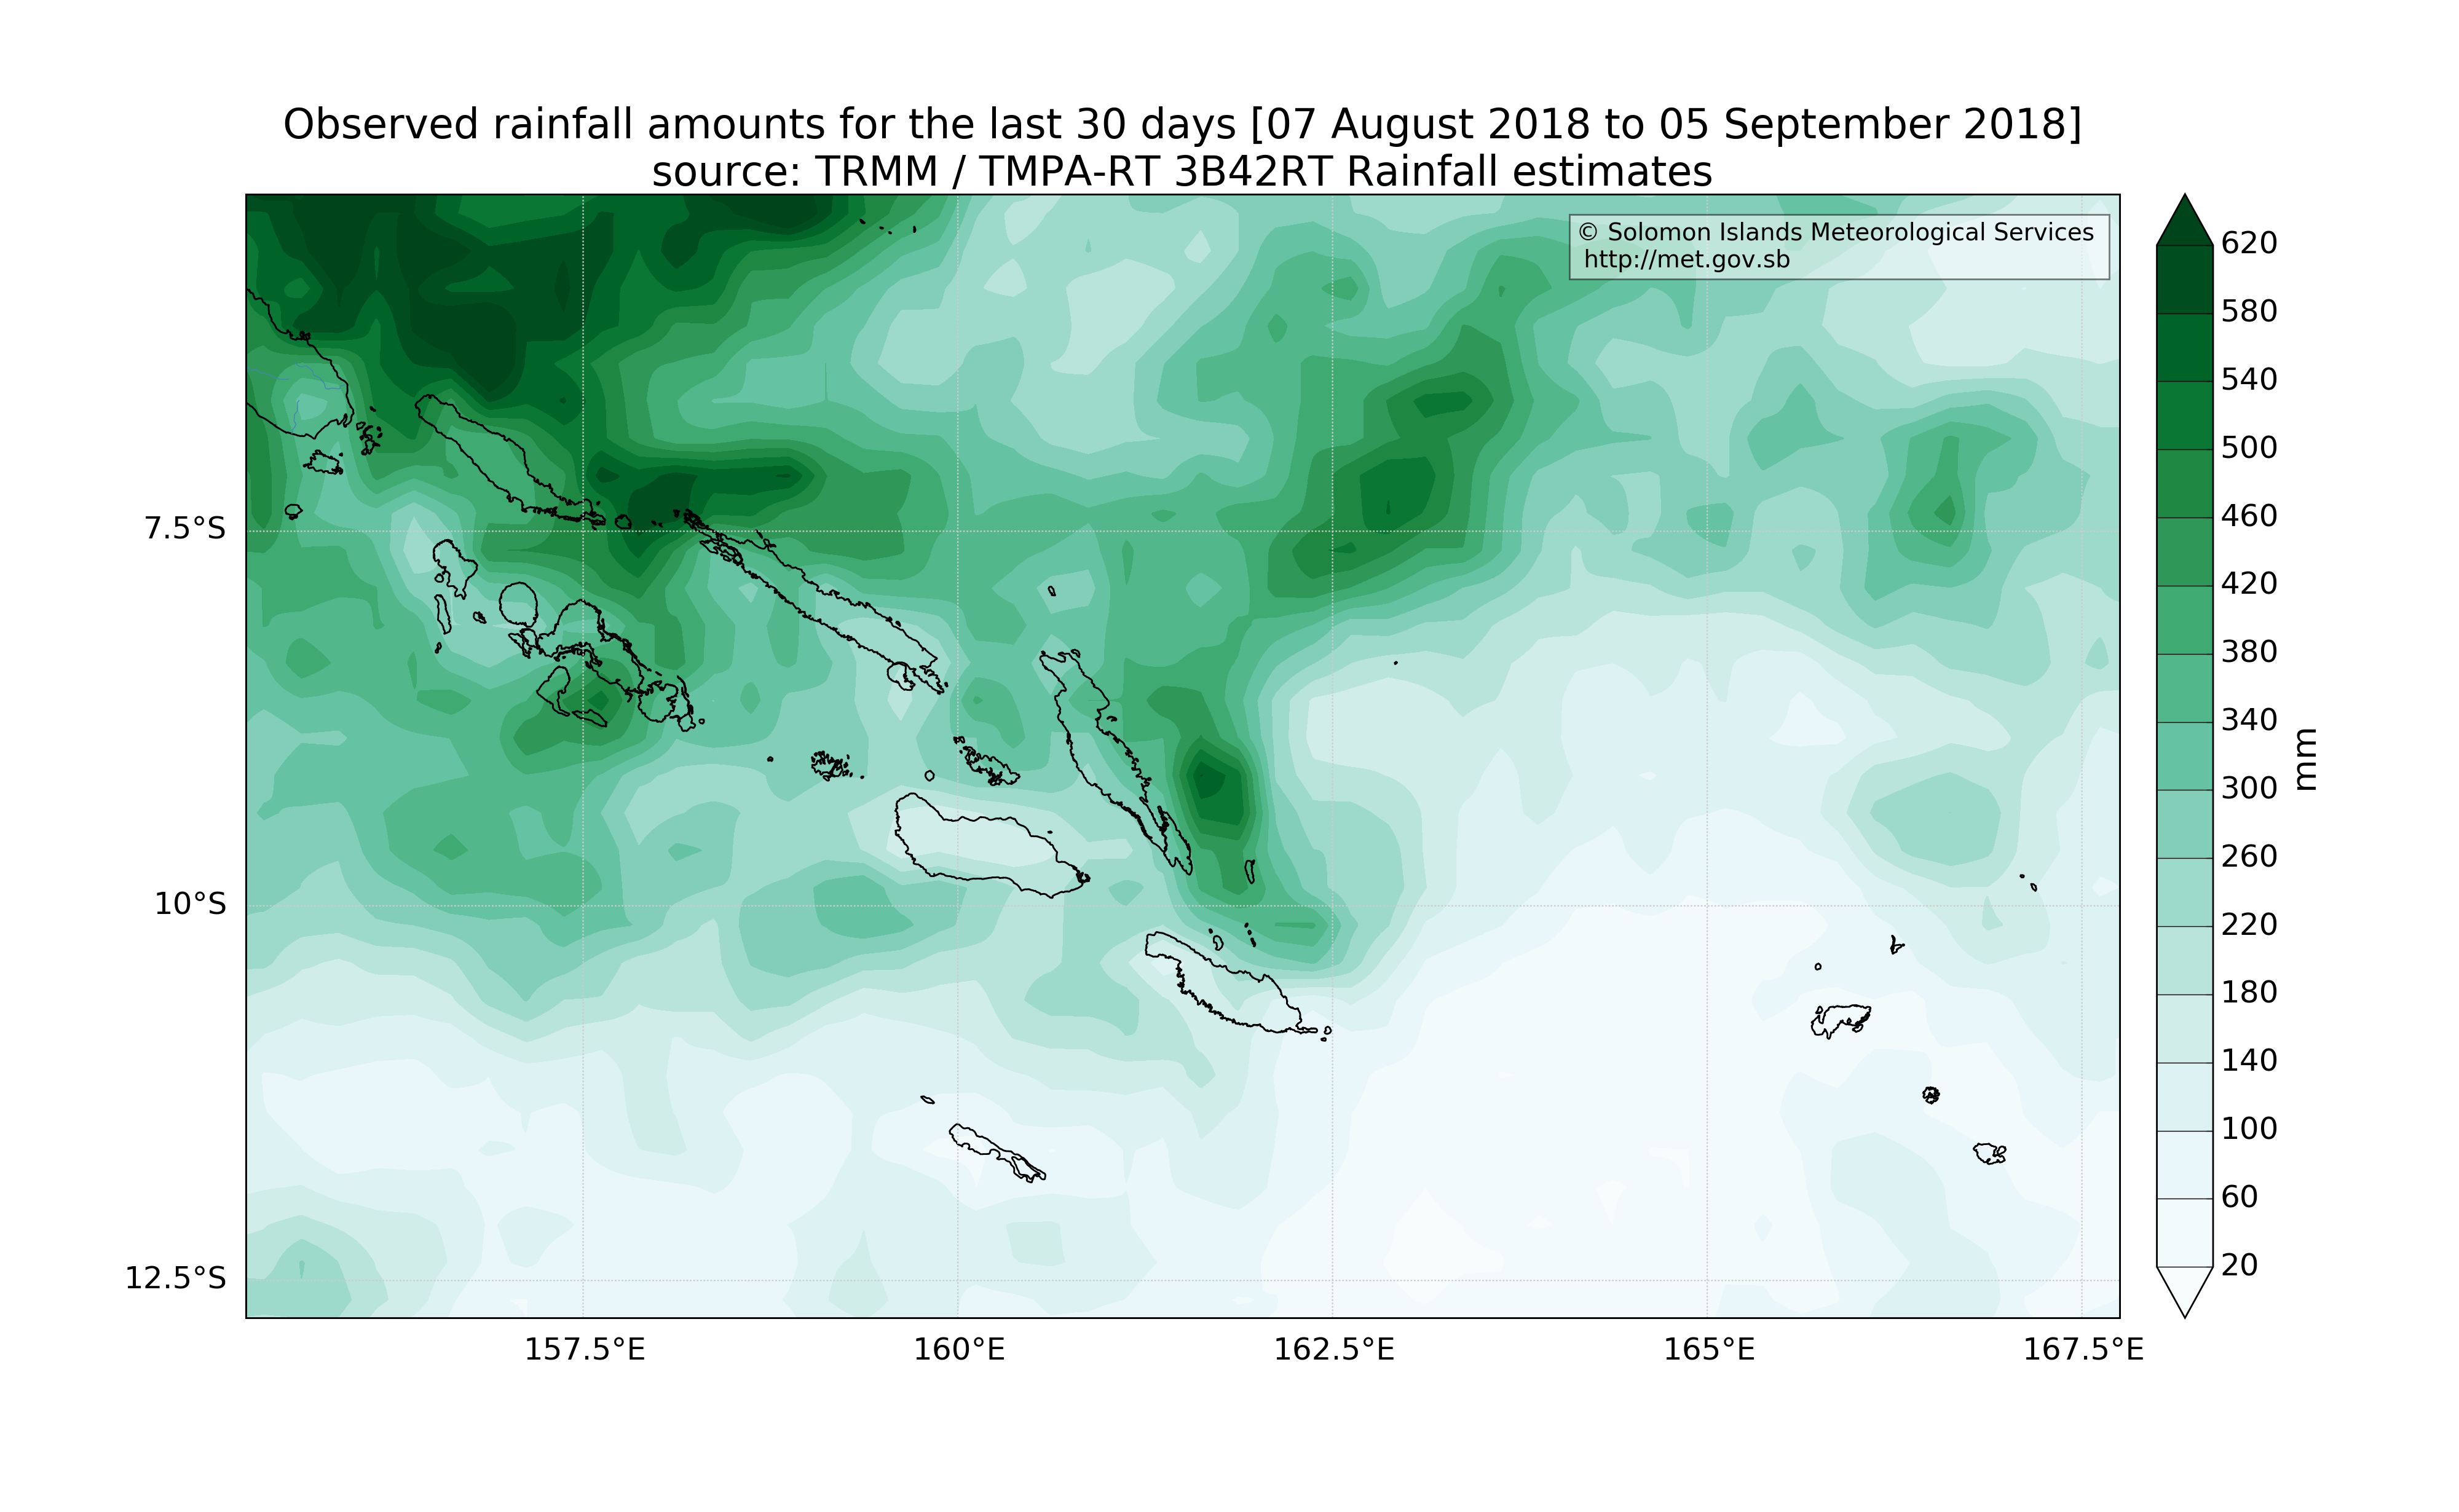 Observed rainfall amounts for the last 30 days [07 August 2018 to 05 September 2018]
source: TRMM / TMPA-RT 3B42RT Rainfall estimates
© Solomon Islands Meteorological Services
http://met.gov.sb
7.5°S
10°S
12.5°S
157.5°E
160°E
162.5°E
165°E
167.5°E
620
580
540
500
460
420
380
340
300
260
220
180
140
100
60
20
mm